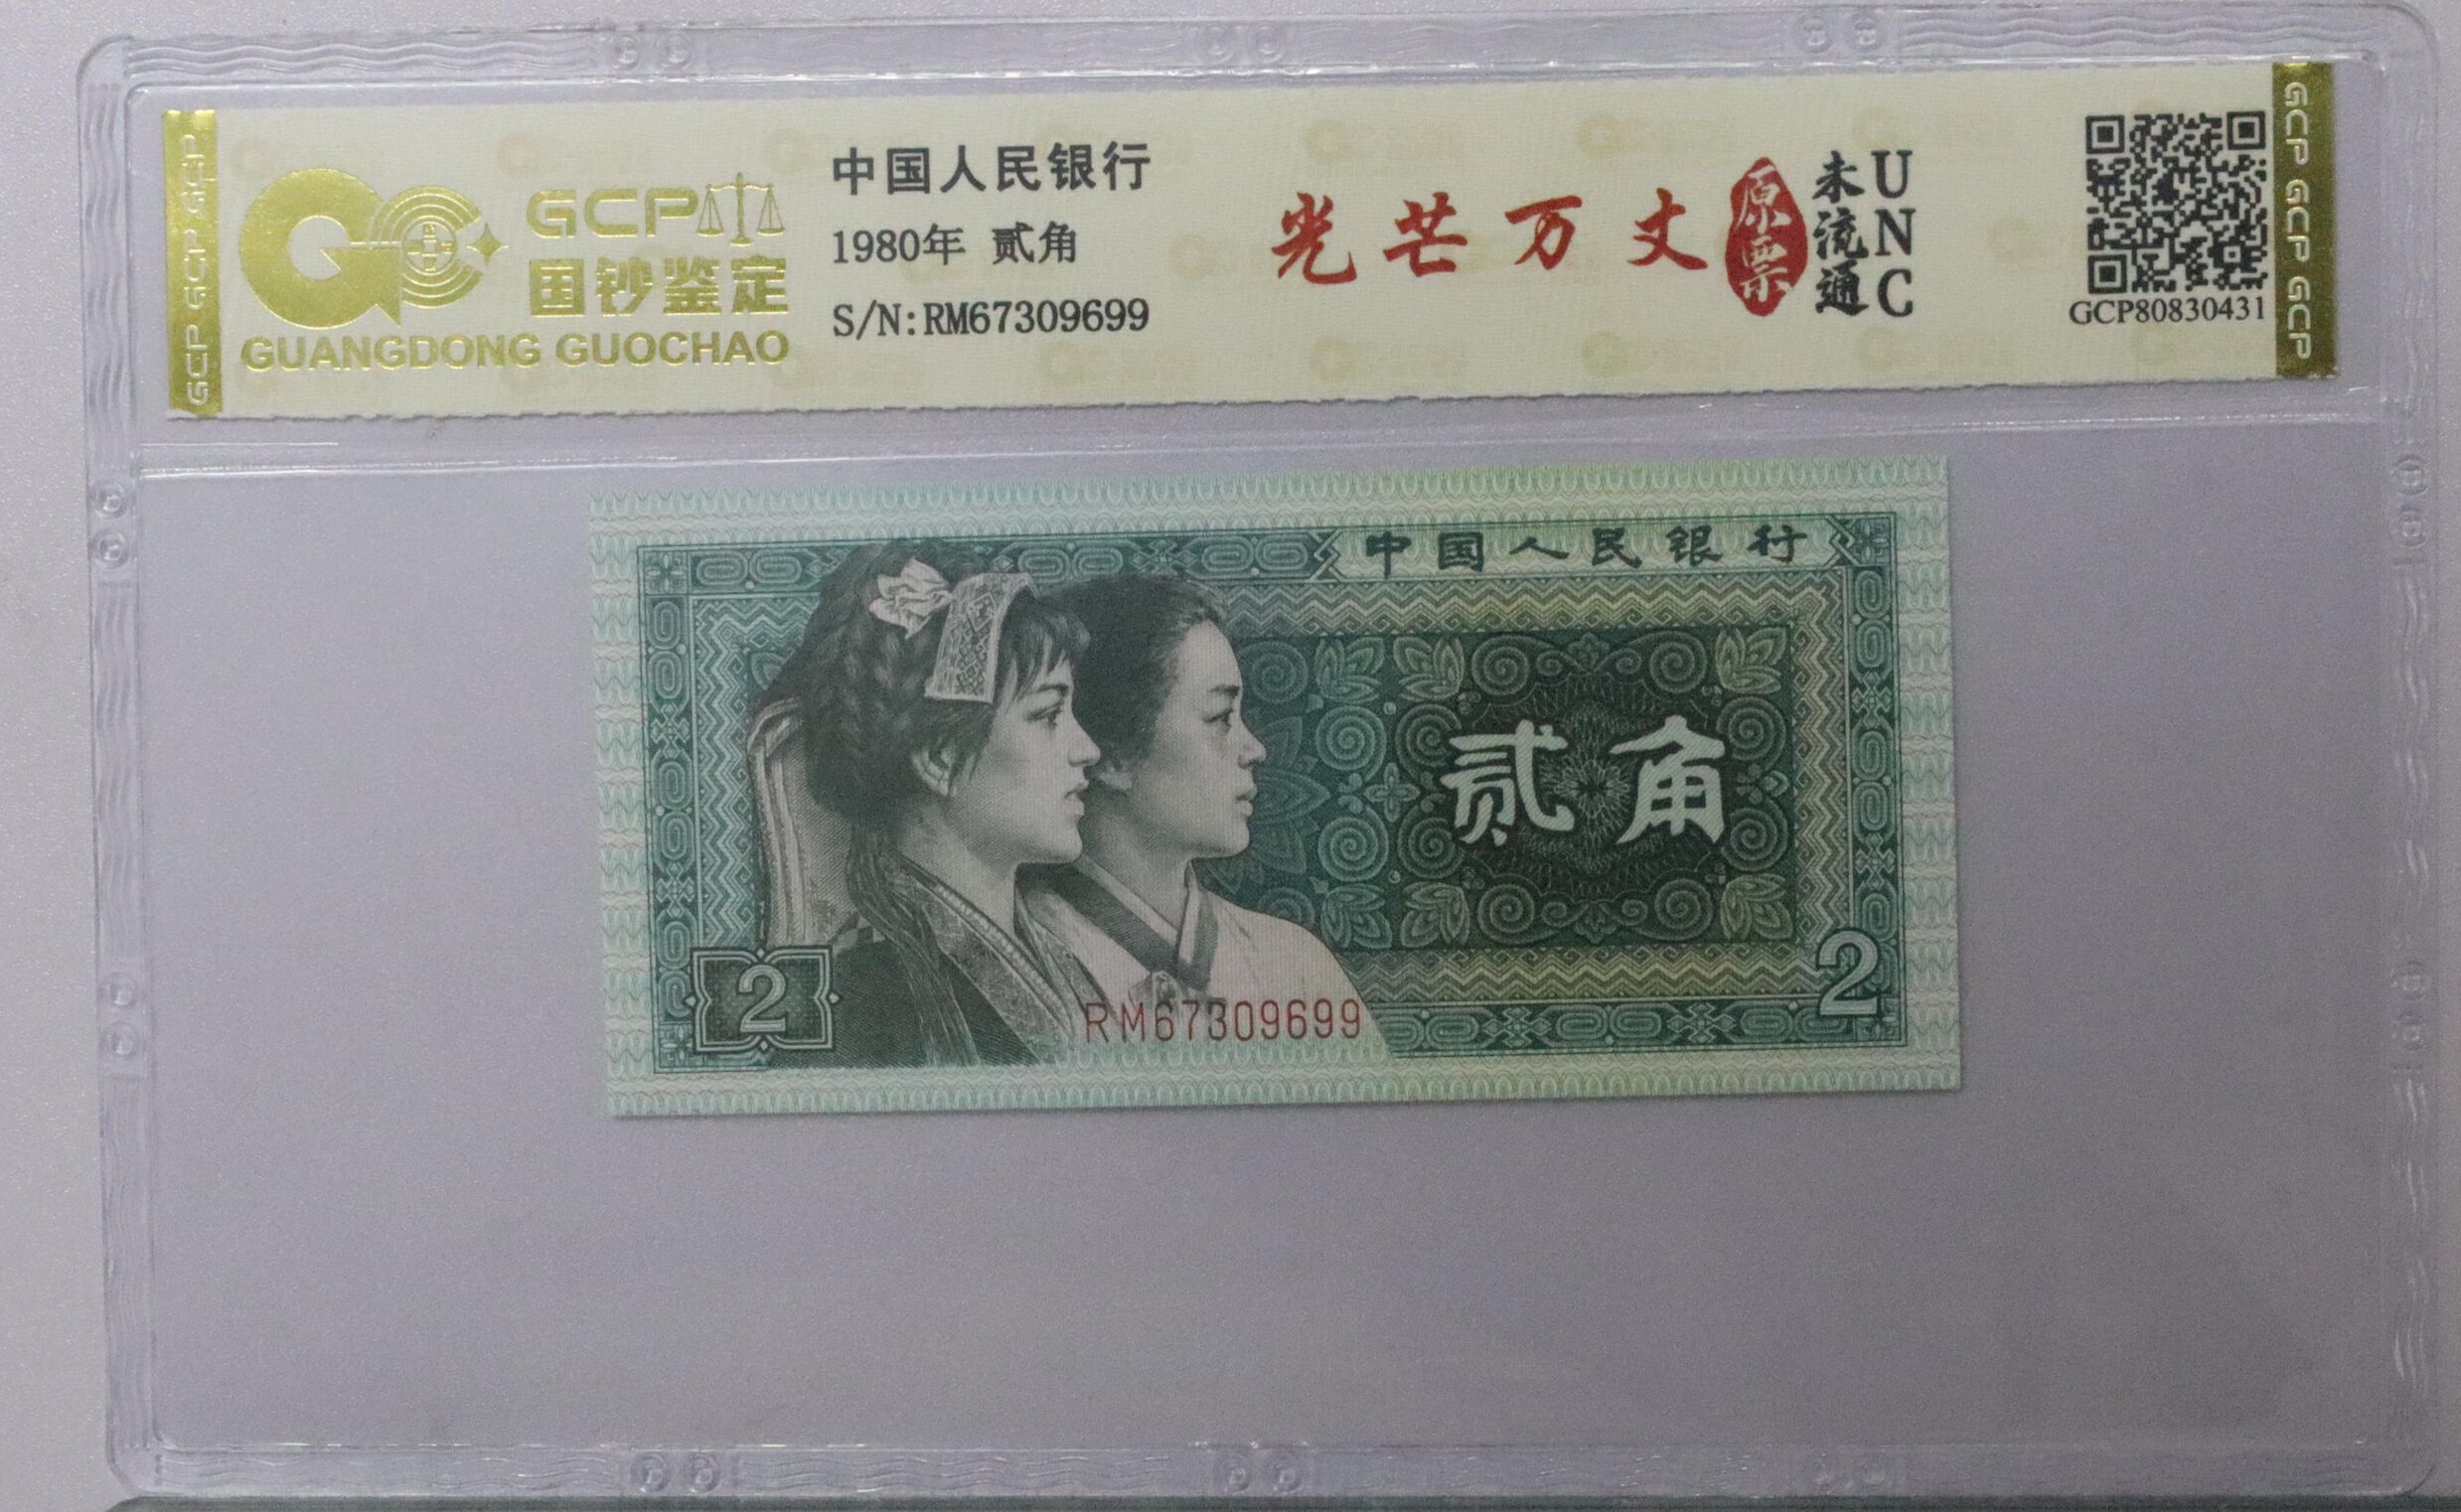 GCP GCP GCP
GCP
国钞鉴定
GUANGDONG GUOCHAO
中国人民银行
1980年 贰角
S/N:RM67309699
光芒万丈
原票
未流通
UNC
GCP80830431
GCP GCP GCP
中国人民银行
贰角
2
2
RM67309699